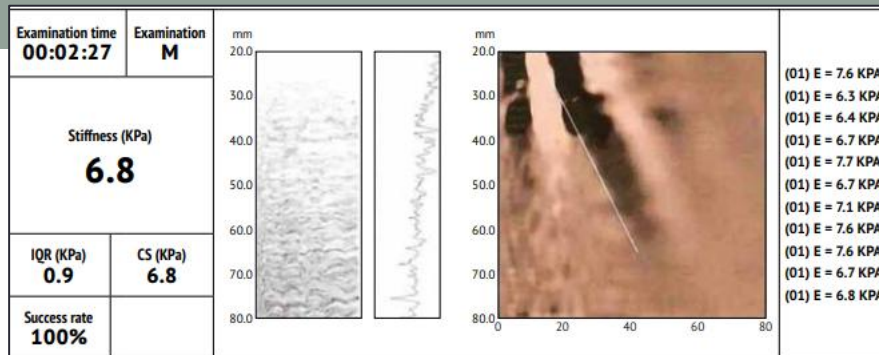 Examination time
00:02:27
Examination
M
Stiffness (KPa)
6.8
IQR (KPa)
0.9
CS (KPa)
6.8
Success rate
100%
mm
20.0
30.0
40.0
50.0
60.0
70.0
80.0
mm
20.0
30.0
40.0
50.0
60.0
70.0
80.0
0 20 40 60 80
(01) E = 7.6 KPA
(01) E = 6.3 KPA
(01) E = 6.4 KPA
(01) E = 6.7 KPA
(01) E = 7.7 KPA
(01) E = 6.7 KPA
(01) E = 7.1 KPA
(01) E = 7.6 KPA
(01) E = 7.6 KPA
(01) E = 6.7 KPA
(01) E = 6.8 KPA